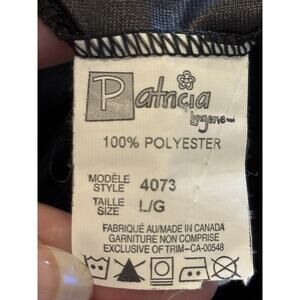 Patricia
Lingerie
100% POLYESTER
MODÈLE
STYLE 4073
TAILLE
SIZE L/G
FABRIQUÉ AU/MADE IN CANADA
GARNITURE NON COMPRISE
EXCLUSIVE OF TRIM-CA-00548